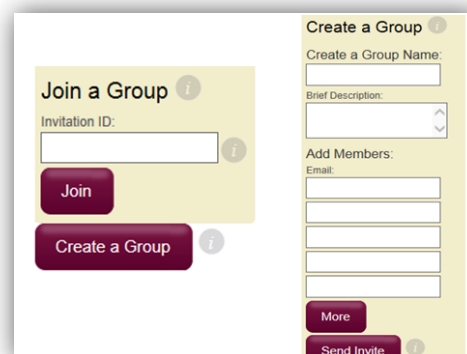 Join a Group i
Invitation ID:
i
Join
Create a Group i
Create a Group i
Create a Group Name:
Brief Description:
Add Members:
Email:
More
Send Invite i